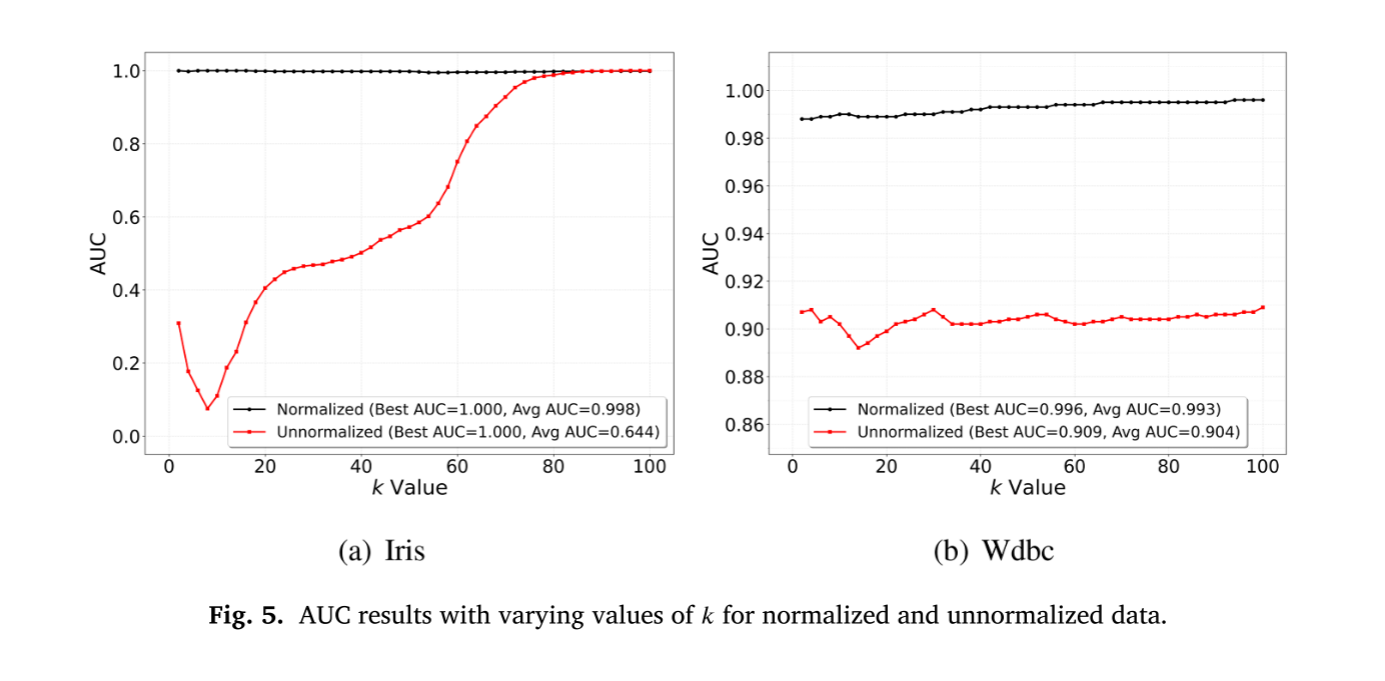 1.0
0.8
0.6
0.4
0.2
0.0
AUC
0 20 40 60 80 100
k Value
Normalized (Best AUC=1.000, Avg AUC=0.998)
Unnormalized (Best AUC=1.000, Avg AUC=0.644)
(a) Iris
1.00
0.98
0.96
0.94
0.92
0.90
0.88
0.86
AUC
0 20 40 60 80 100
k Value
Normalized (Best AUC=0.996, Avg AUC=0.993)
Unnormalized (Best AUC=0.909, Avg AUC=0.904)
(b) Wdbc
Fig. 5. AUC results with varying values of k for normalized and unnormalized data.